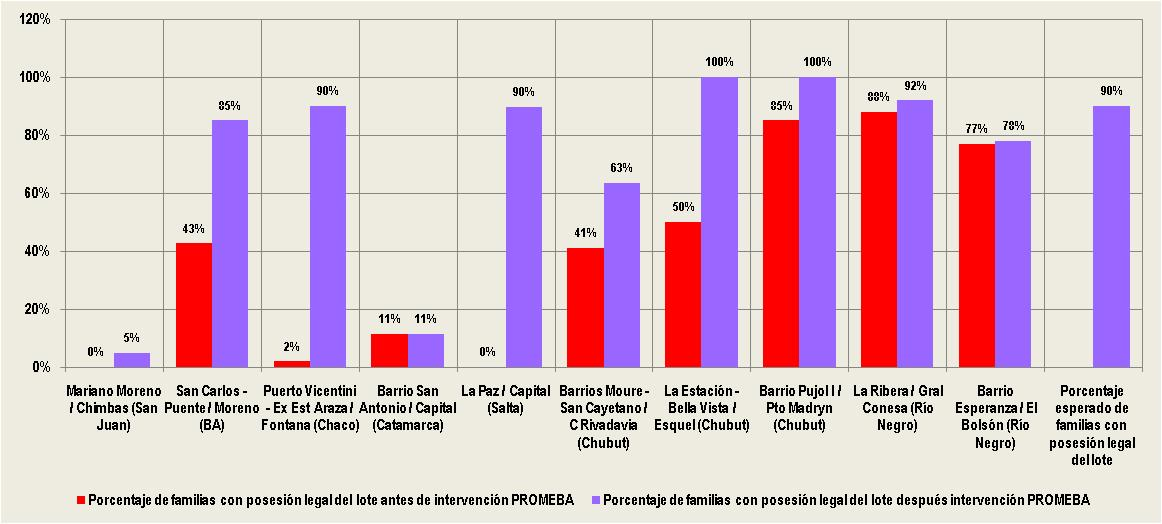 120%
100%
80%
60%
40%
20%
0%
0%
5%
43%
85%
2%
90%
11%
11%
0%
90%
41%
63%
50%
100%
85%
100%
88%
92%
77%
78%
90%
Mariano Moreno
/ Chimbas (San
Juan)
San Carlos -
Puente / Moreno
(BA)
Puerto Vicentini
- Ex Est Araza /
Fontana (Chaco)
Barrio San
Antonio / Capital
(Catamarca)
La Paz / Capital
(Salta)
Barrios Moure -
San Cayetano /
C Rivadavia
(Chubut)
La Estación -
Bella Vista /
Esquel (Chubut)
Barrio Pujol I /
Pto Madryn
(Chubut)
La Ribera / Gral
Conesa (Río
Negro)
Barrio
Esperanza / El
Bolsón (Río
Negro)
Porcentaje
esperado de
familias con
posesión legal
del lote
Porcentaje de familias con posesión legal del lote antes de intervención PROMEBA
Porcentaje de familias con posesión legal del lote después intervención PROMEBA